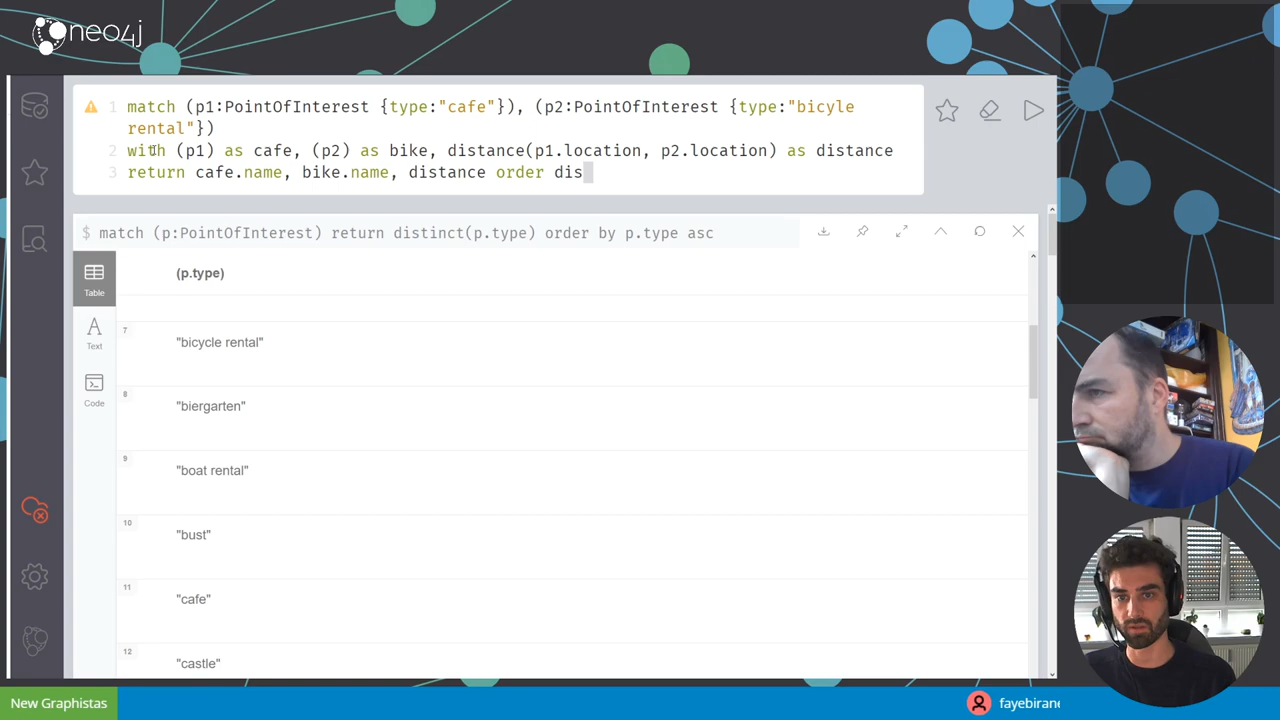 neo4j
1 match (p1:PointOfInterest {type:"cafe"}), (p2:PointOfInterest {type:"bicyle
rental"})
2 with (p1) as cafe, (p2) as bike, distance(p1.location, p2.location) as distance
3 return cafe.name, bike.name, distance order dis
$ match (p:PointOfInterest) return distinct(p.type) order by p.type asc
Table
Text
Code
(p.type)
7
"bicycle rental"
8
"biergarten"
9
"boat rental"
10
"bust"
11
"cafe"
12
"castle"
New Graphistas
fayebirane